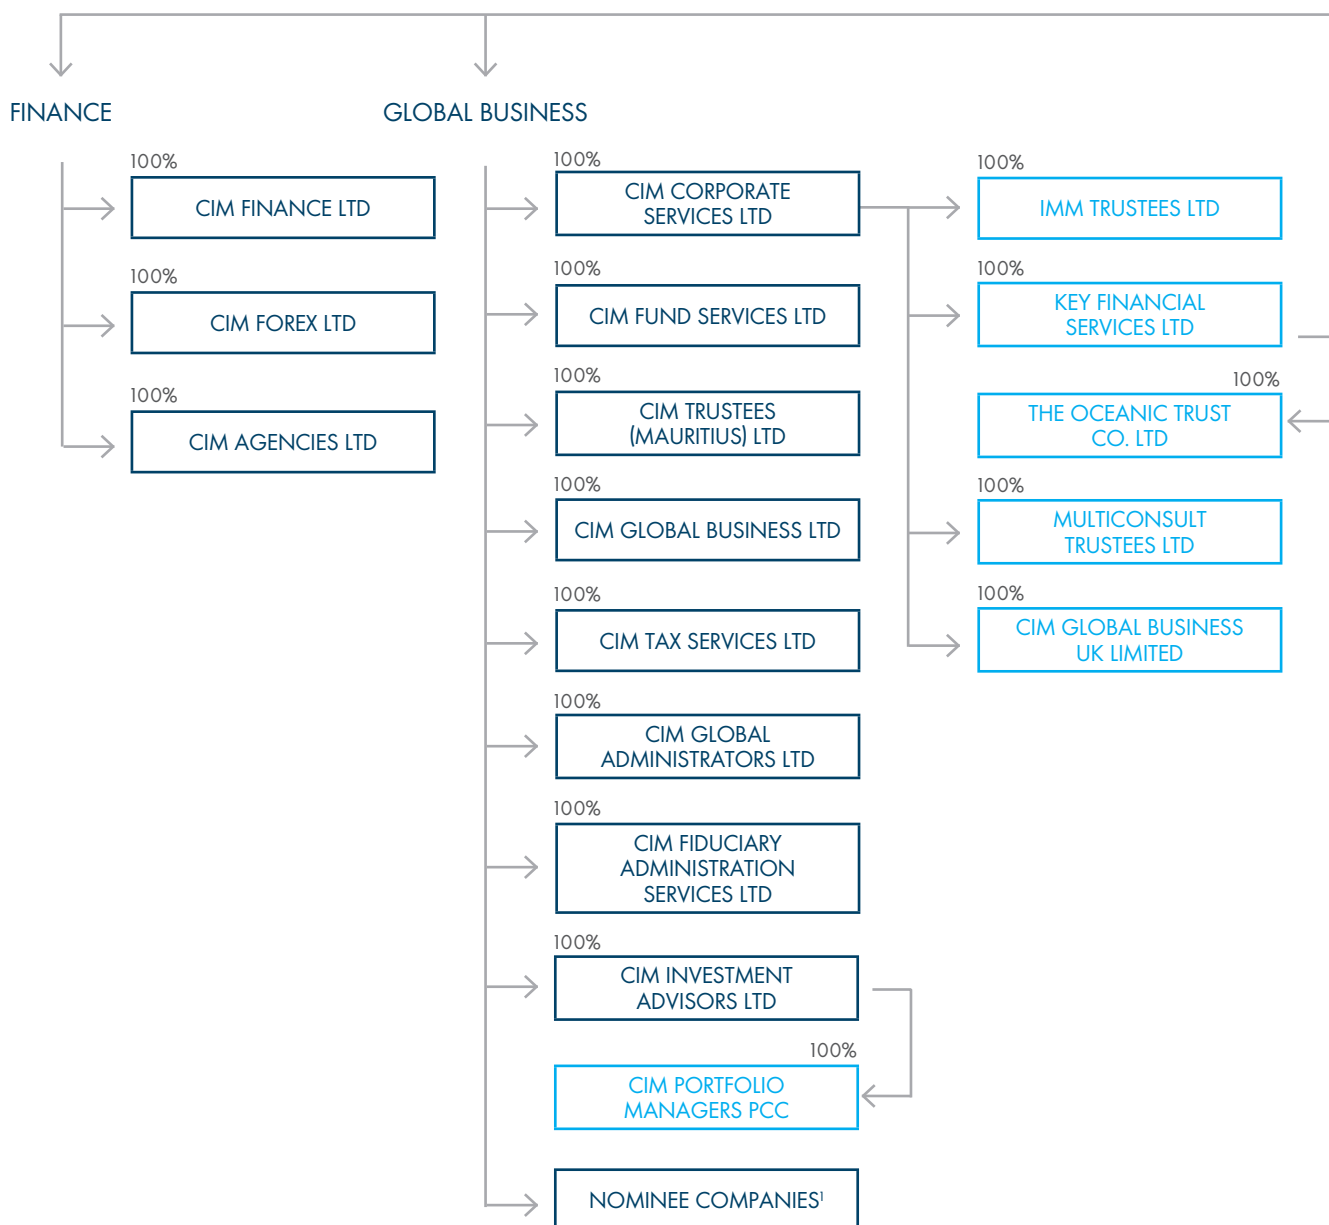 FINANCE
GLOBAL BUSINESS
100%
CIM FINANCE LTD
100%
CIM FOREX LTD
100%
CIM AGENCIES LTD
100%
CIM CORPORATE
SERVICES LTD
100%
CIM FUND SERVICES LTD
100%
CIM TRUSTEES
(MAURITIUS) LTD
100%
CIM GLOBAL BUSINESS LTD
100%
CIM TAX SERVICES LTD
100%
CIM GLOBAL
ADMINISTRATORS LTD
100%
CIM FIDUCIARY
ADMINISTRATION
SERVICES LTD
100%
CIM INVESTMENT
ADVISORS LTD
100%
CIM PORTFOLIO
MANAGERS PCC
NOMINEE COMPANIES¹
100%
IMM TRUSTEES LTD
100%
KEY FINANCIAL
SERVICES LTD
100%
THE OCEANIC TRUST
CO. LTD
100%
MULTICONSULT
TRUSTEES LTD
100%
CIM GLOBAL BUSINESS
UK LIMITED